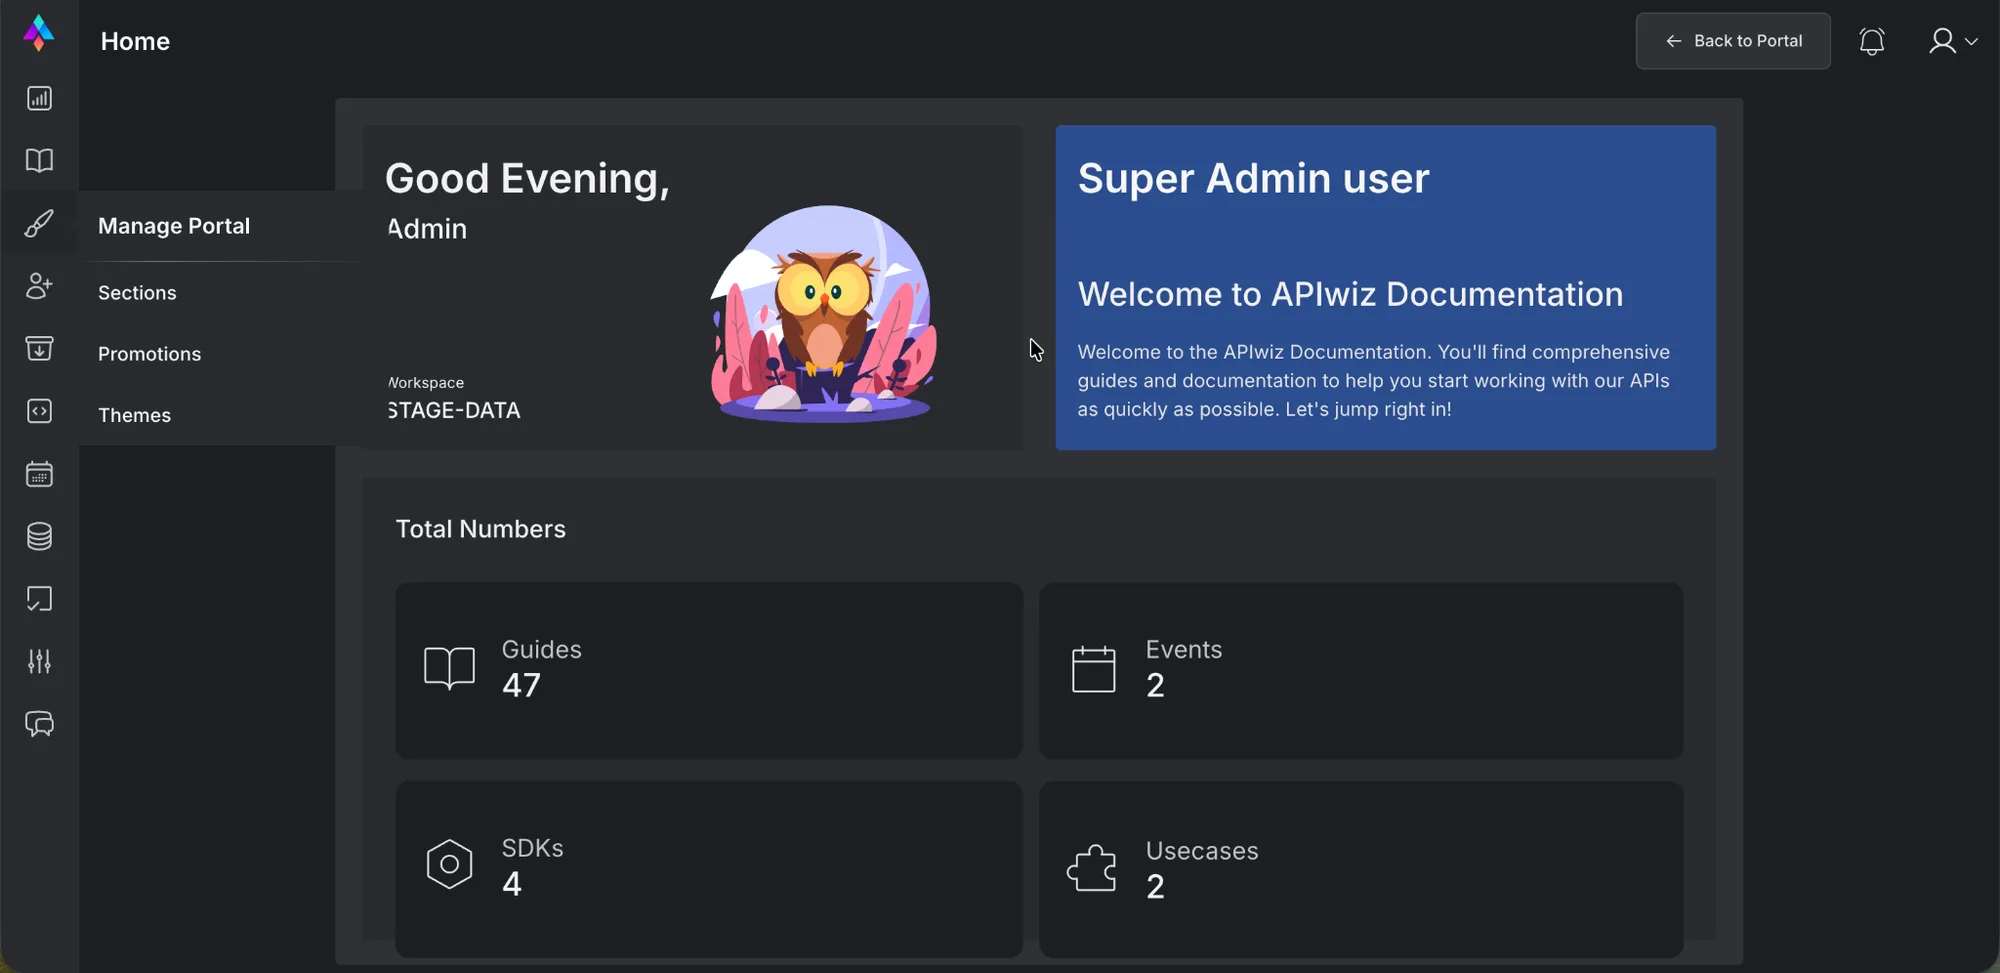 Home
Back to Portal
Manage Portal
Sections
Promotions
Themes
Good Evening,
Admin
Workspace
STAGE-DATA
Super Admin user
Welcome to APIwiz Documentation
Welcome to the APIwiz Documentation. You'll find comprehensive
guides and documentation to help you start working with our APIs
as quickly as possible. Let's jump right in!
Total Numbers
Guides
47
Events
2
SDKs
4
Usecases
2